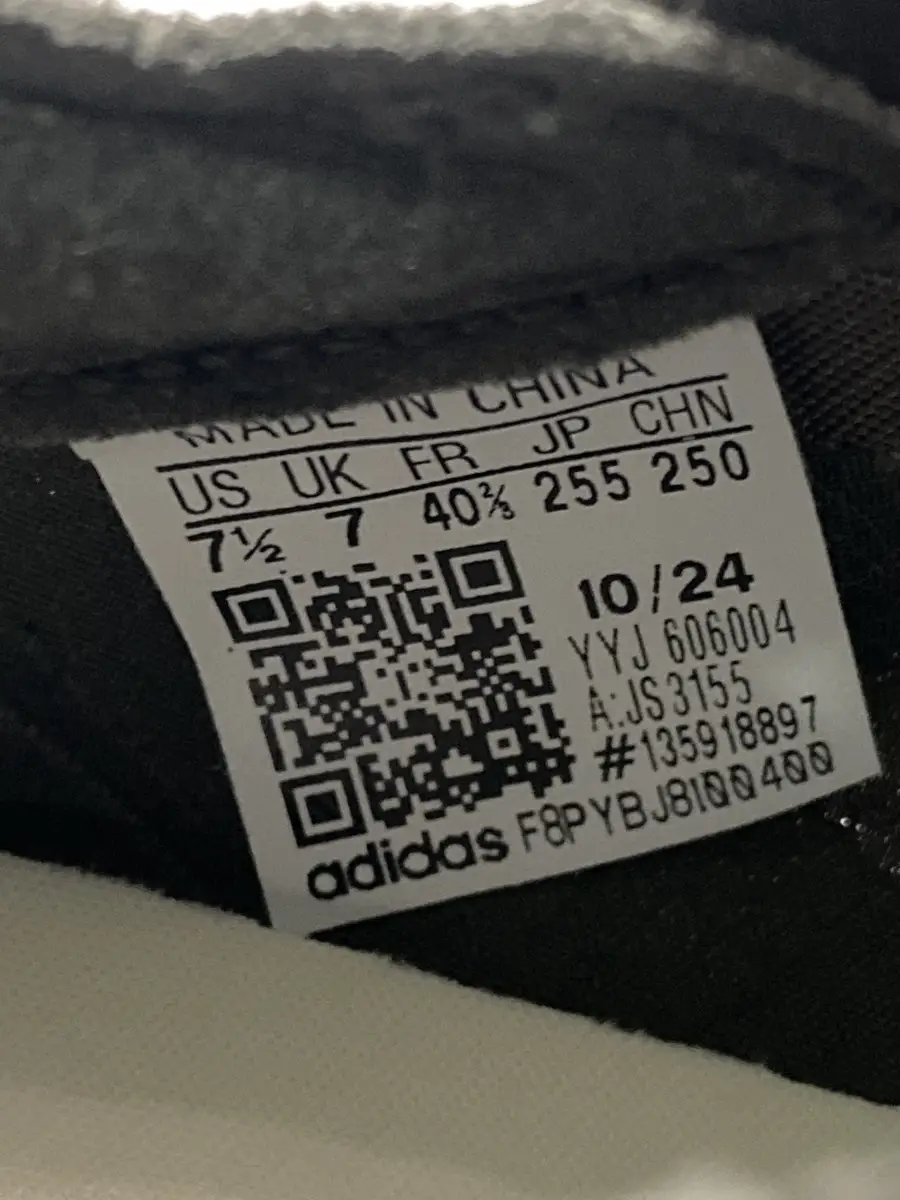 MADE IN CHINA
US UK FR JP CHN
7½ 7 40⅔ 255 250
10/24
YYJ 606004
A:JS3155
#135918897
adidas F8PYBJ8I00400